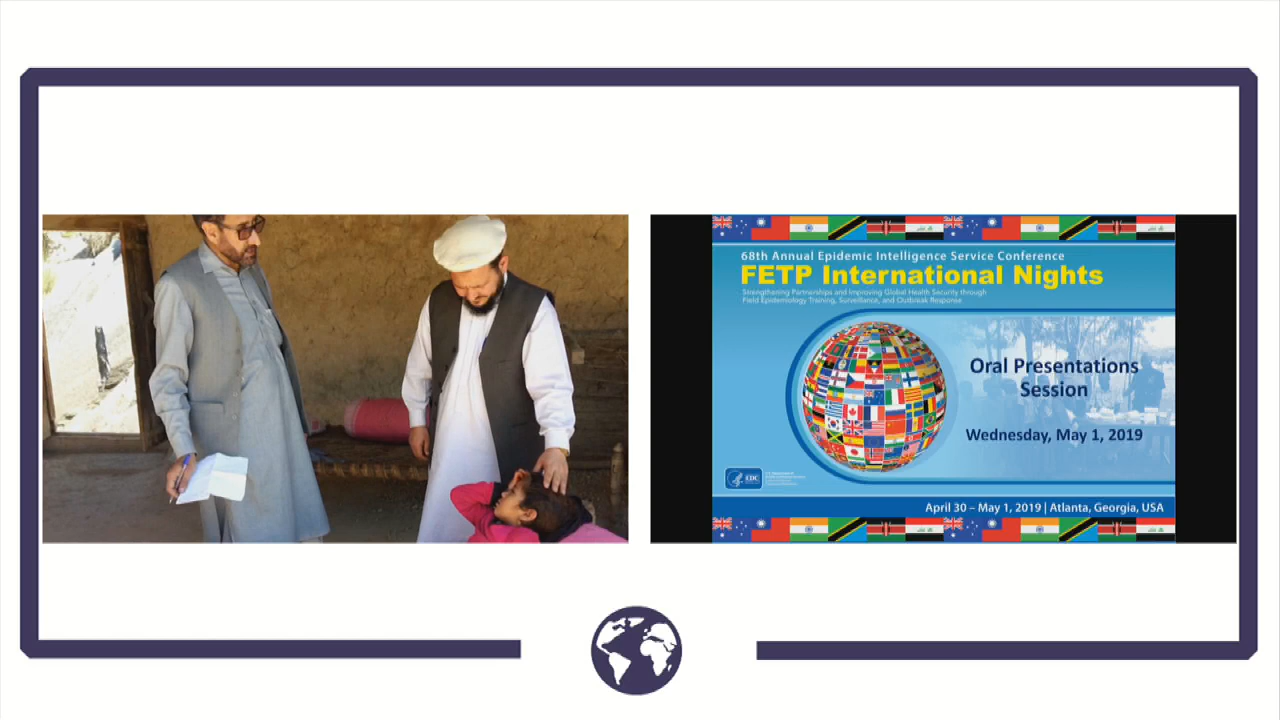 68th Annual Epidemic Intelligence Service Conference
FETP International Nights
Strengthening Partnerships and Improving Global Health Security through
Field Epidemiology Training, Surveillance, and Outbreak Response
Oral Presentations
Session
Wednesday, May 1, 2019
CDC
April 30 – May 1, 2019 | Atlanta, Georgia, USA